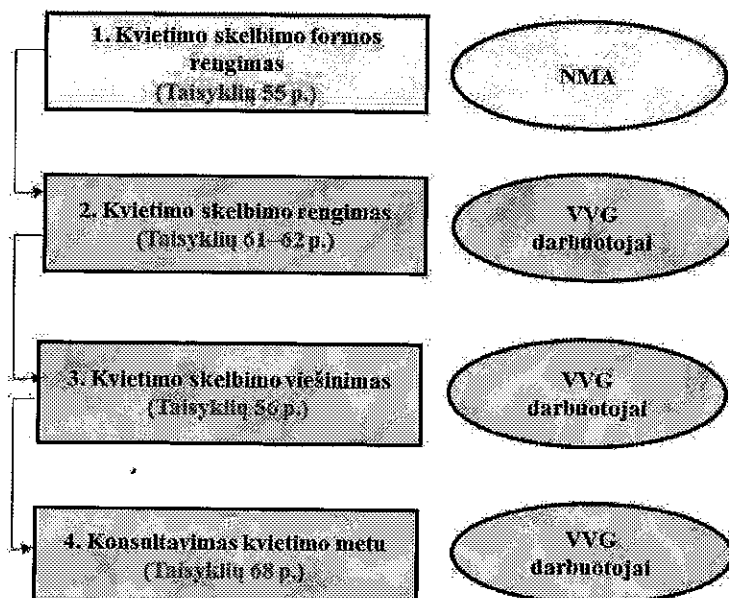 1. Kvietimo skelbimo formos
rengimas
(Taisyklių 55 p.)
NMA
2. Kvietimo skelbimo rengimas
(Taisyklių 61–62 p.)
VVG
darbuotojai
3. Kvietimo skelbimo viešinimas
(Taisyklių 56 p.)
VVG
darbuotojai
4. Konsultavimas kvietimo metu
(Taisyklių 68 p.)
VVG
darbuotojai